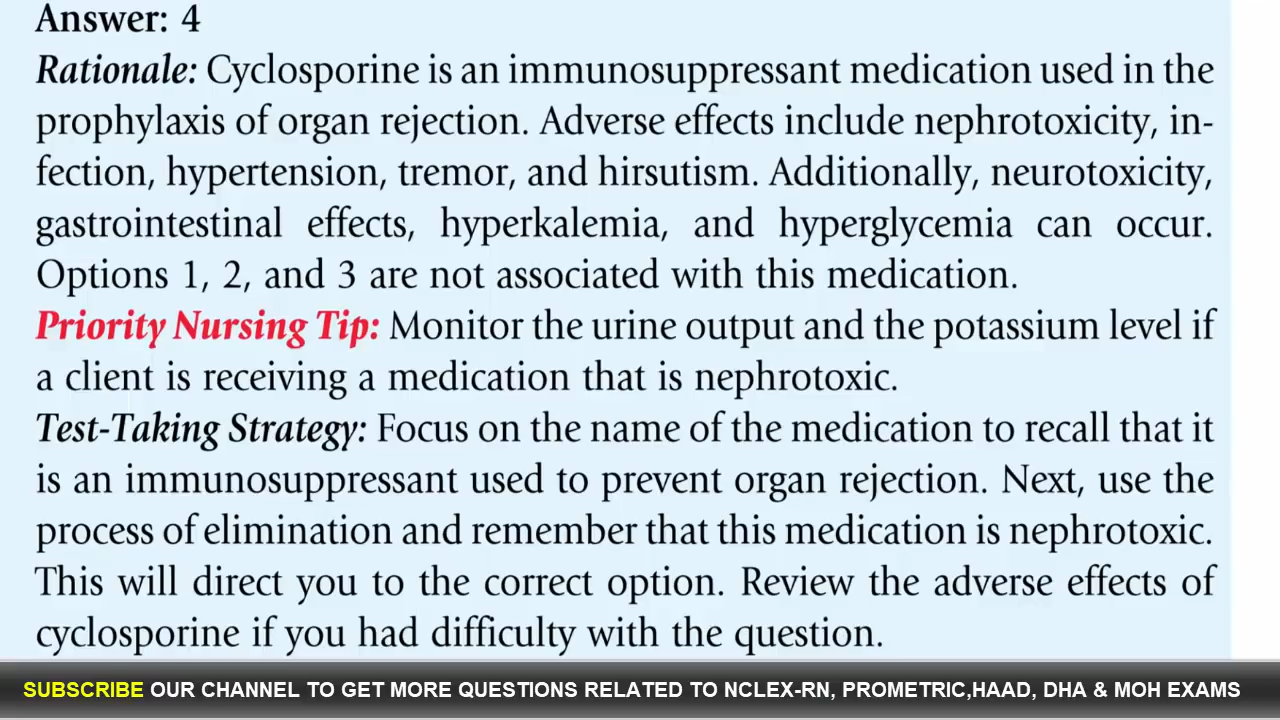 Answer: 4
Rationale: Cyclosporine is an immunosuppressant medication used in the
prophylaxis of organ rejection. Adverse effects include nephrotoxicity, in-
fection, hypertension, tremor, and hirsutism. Additionally, neurotoxicity,
gastrointestinal effects, hyperkalemia, and hyperglycemia can occur.
Options 1, 2, and 3 are not associated with this medication.
Priority Nursing Tip: Monitor the urine output and the potassium level if
a client is receiving a medication that is nephrotoxic.
Test-Taking Strategy: Focus on the name of the medication to recall that it
is an immunosuppressant used to prevent organ rejection. Next, use the
process of elimination and remember that this medication is nephrotoxic.
This will direct you to the correct option. Review the adverse effects of
cyclosporine if you had difficulty with the question.
SUBSCRIBE OUR CHANNEL TO GET MORE QUESTIONS RELATED TO NCLEX-RN, PROMETRIC,HAAD, DHA & MOH EXAMS